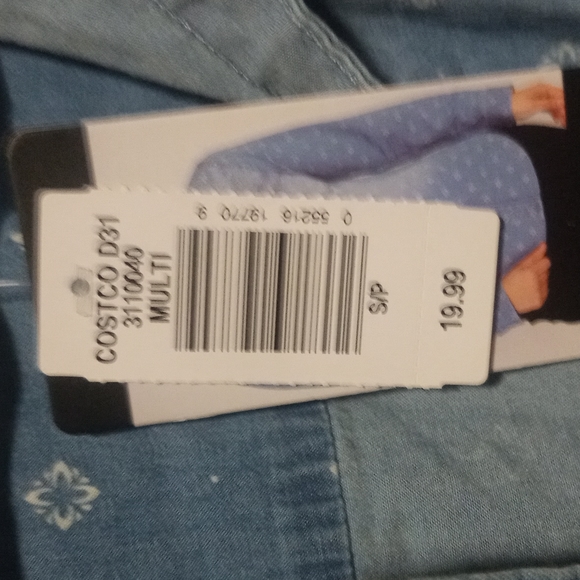 COSTCO D31
3110040
MULTI
0 55216 19770 9
S/P
19.99